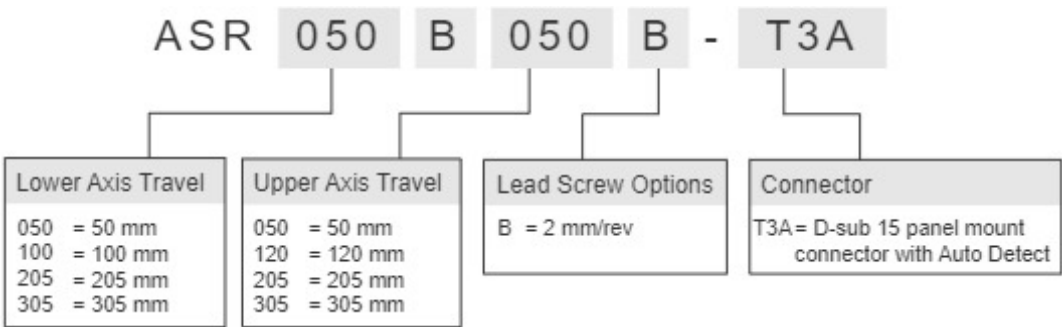 ASR 050 B 050 B - T3A
Lower Axis Travel
050 = 50 mm
100 = 100 mm
205 = 205 mm
305 = 305 mm
Upper Axis Travel
050 = 50 mm
120 = 120 mm
205 = 205 mm
305 = 305 mm
Lead Screw Options
B = 2 mm/rev
Connector
T3A = D-sub 15 panel mount
connector with Auto Detect